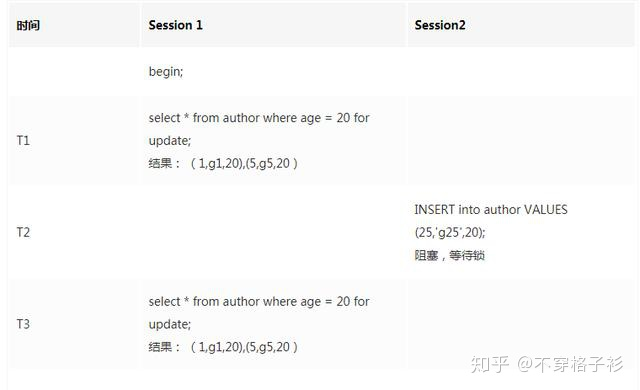 时间 Session 1 Session2
begin;
select * from author where age = 20 for
T1 update;
结果：（1,g1,20),(5,g5,20）
INSERT into author VALUES
T2 (25,'g25',20);
阻塞，等待锁
select * from author where age = 20 for
T3 update;
结果：（1,g1,20),(5,g5,20）
知乎 @不穿格子衫